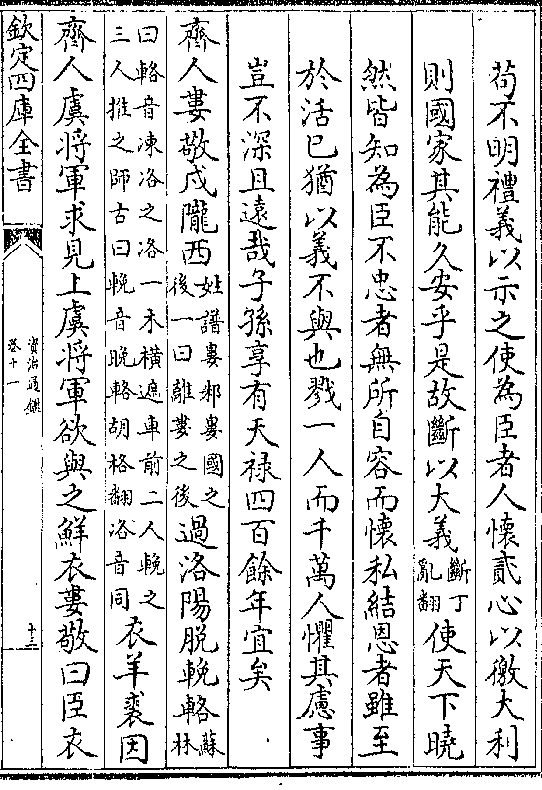 苟不明禮義以示之使為臣者人懷貳心以徼大利
則國家其能久安乎是故斷以大義斷丁亂翻使天下曉
然皆知為臣不忠者無所自容而懷私結恩者雖至
於活已猶以義不與也戮一人而千萬人懼其慮事
豈不深且遠哉子孫享有天禄四百餘年宜矣
齊人婁敬戍隴西姓譜婁邾婁國之後一曰離婁之後過洛陽脱輓輅蘇林
曰輅音凍洛之洛一木横遮車前二人輓之三人推之師古曰輓音晚輅胡格翻洛音同衣羊裘因
齊人虞將軍求見上虞將軍欲與之鮮衣婁敬曰臣衣
欽定四庫全書
資治通鑑
卷十一
十三